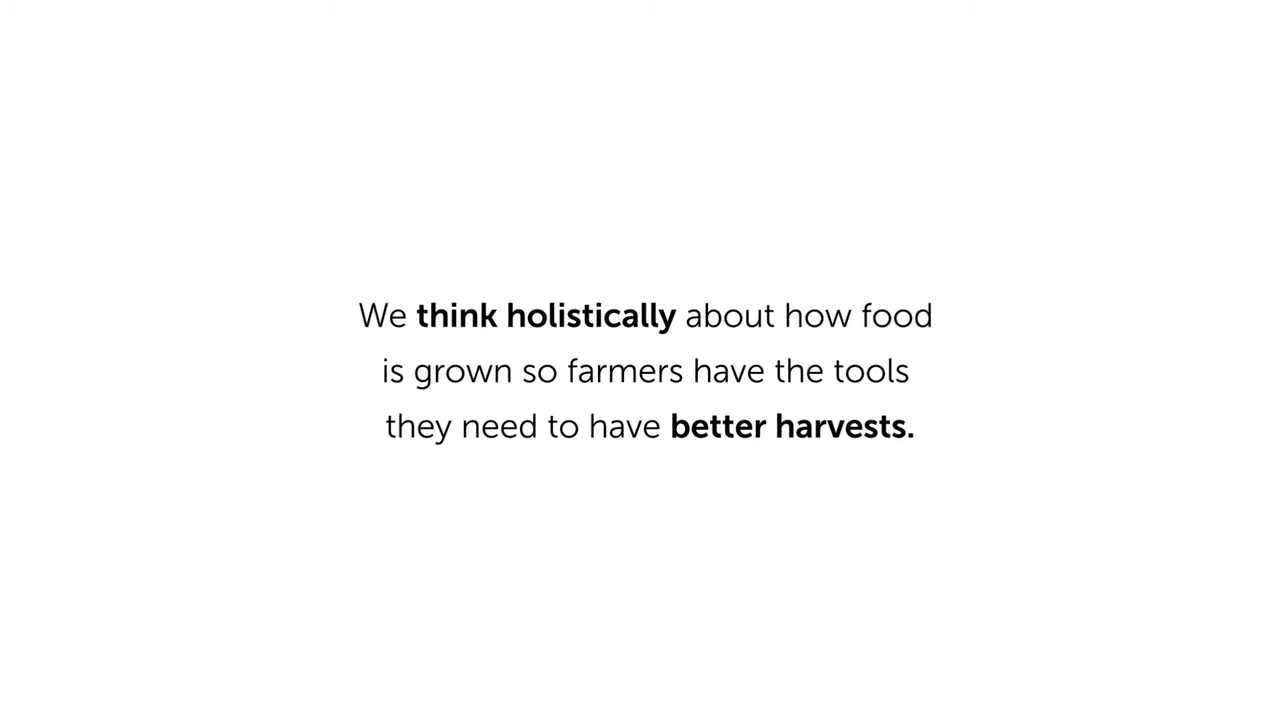 We think holistically about how food
is grown so farmers have the tools
they need to have better harvests.